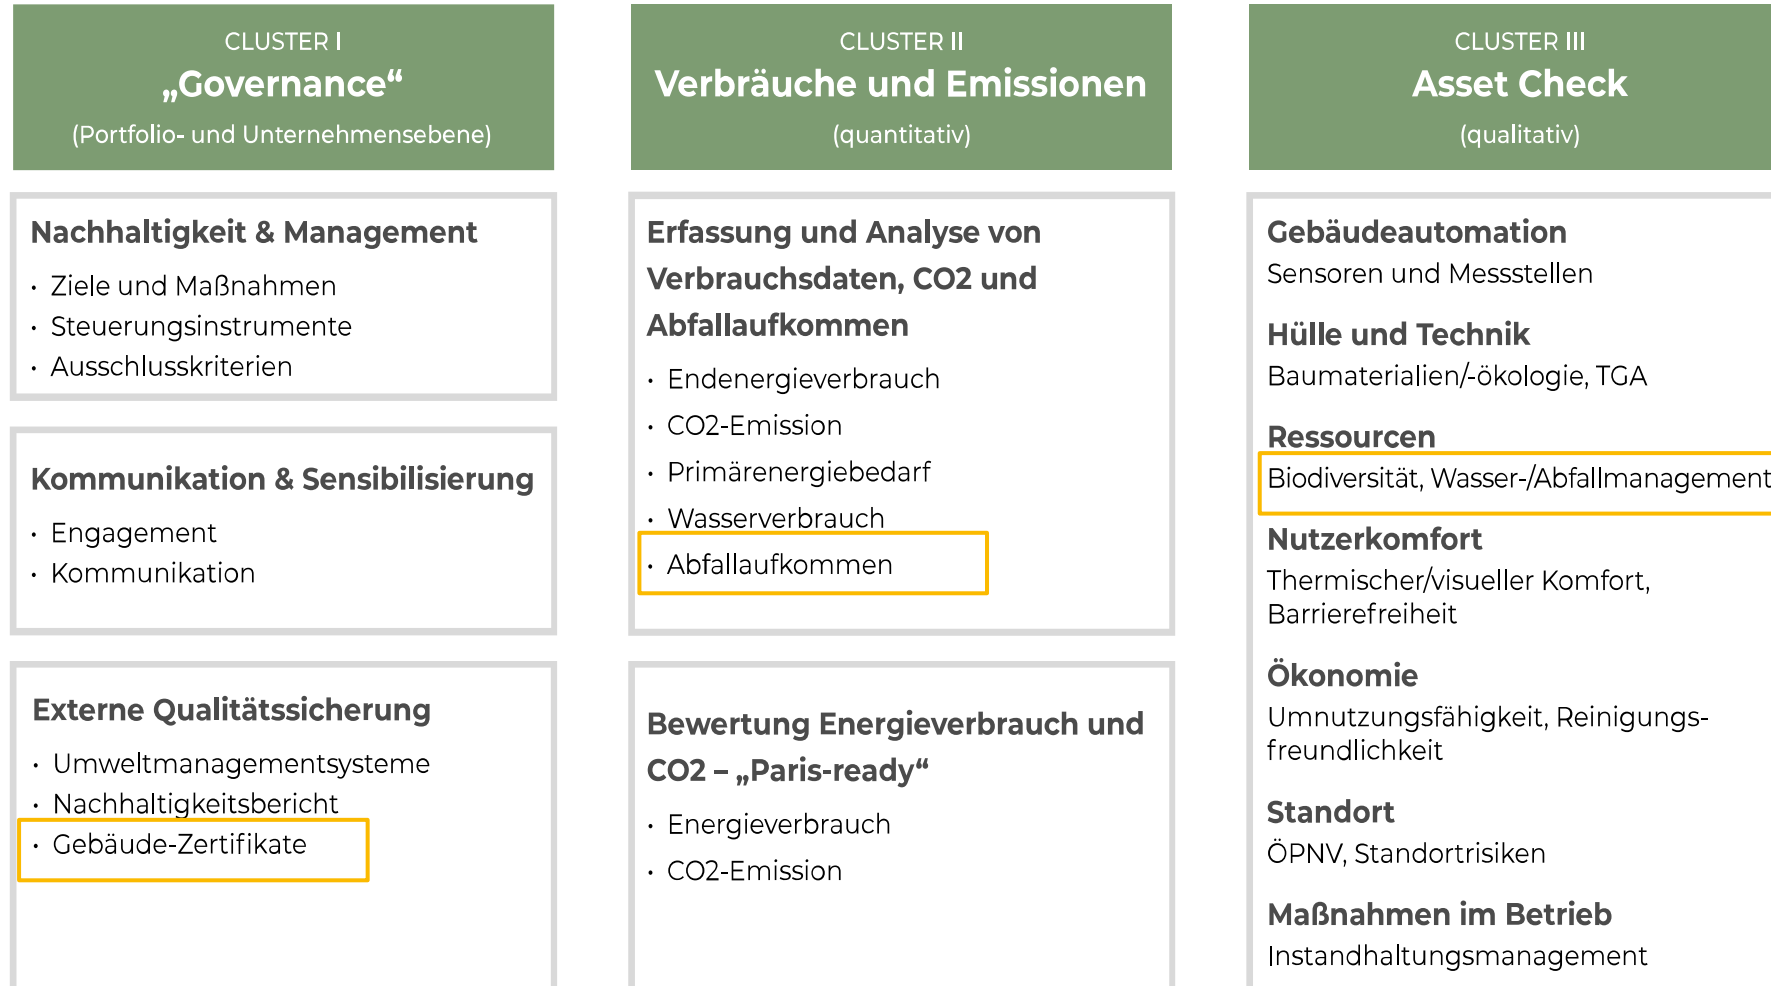 CLUSTER I
„Governance“
(Portfolio- und Unternehmensebene)
Nachhaltigkeit & Management
• Ziele und Maßnahmen
• Steuerungsinstrumente
• Ausschlusskriterien
Kommunikation & Sensibilisierung
• Engagement
• Kommunikation
Externe Qualitätssicherung
• Umweltmanagementsysteme
• Nachhaltigkeitsbericht
• Gebäude-Zertifikate
CLUSTER II
Verbräuche und Emissionen
(quantitativ)
Erfassung und Analyse von
Verbrauchsdaten, CO2 und
Abfallaufkommen
• Endenergieverbrauch
• CO2-Emission
• Primärenergiebedarf
• Wasserverbrauch
• Abfallaufkommen
Bewertung Energieverbrauch und
CO2 – „Paris-ready“
• Energieverbrauch
• CO2-Emission
CLUSTER III
Asset Check
(qualitativ)
Gebäudeautomation
Sensoren und Messstellen
Hülle und Technik
Baumaterialien/-ökologie, TGA
Ressourcen
Biodiversität, Wasser-/Abfallmanagement
Nutzerkomfort
Thermischer/visueller Komfort,
Barrierefreiheit
Ökonomie
Umnutzungsfähigkeit, Reinigungs-
freundlichkeit
Standort
ÖPNV, Standortrisiken
Maßnahmen im Betrieb
Instandhaltungsmanagement